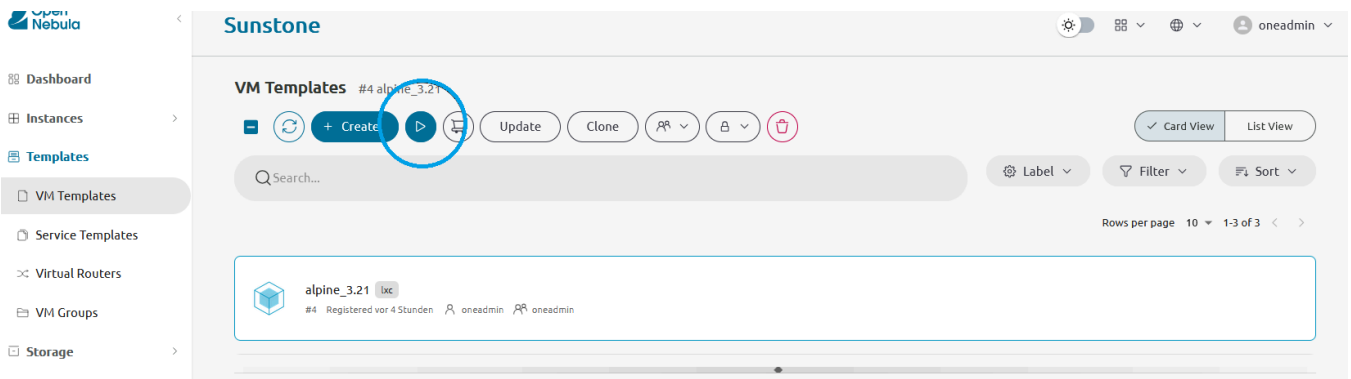 Open
Nebula
Sunstone
oneadmin
Dashboard
Instances
Templates
VM Templates
Service Templates
Virtual Routers
VM Groups
Storage
VM Templates #4 alpine_3.21
+ Create
Update
Clone
Card View
List View
Search...
Label
Filter
Sort
Rows per page 10 1-3 of 3
alpine_3.21 lxc
#4 Registered vor 4 Stunden oneadmin oneadmin